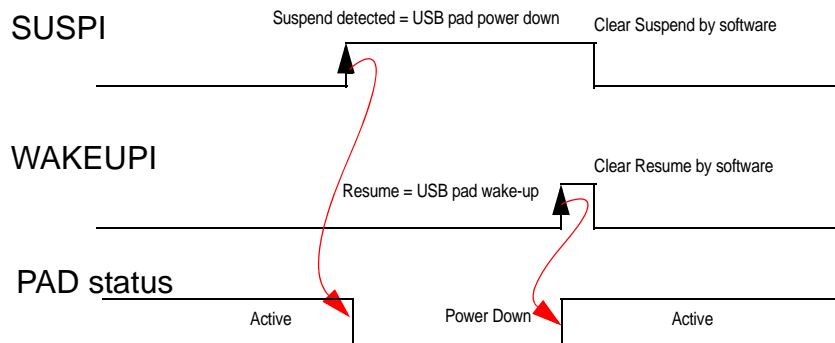 SUSPI
Suspend detected = USB pad power down
Clear Suspend by software
WAKEUPI
Resume = USB pad wake-up
Clear Resume by software
PAD status
Active
Power Down
Active